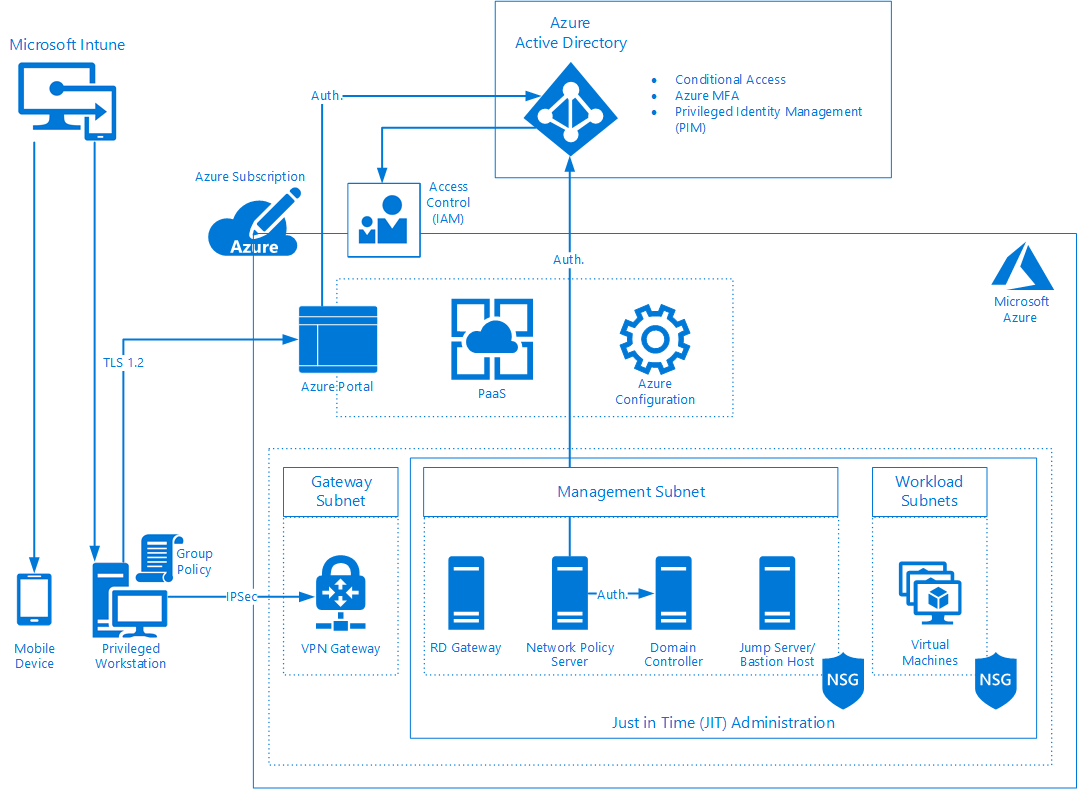 Azure
Active Directory
Microsoft Intune
• Conditional Access
• Azure MFA
• Privileged Identity Management
(PIM)
Auth.
Azure Subscription
Access
Control
(IAM)
Azure
Auth.
Microsoft
Azure
TLS 1.2
Azure Portal
PaaS
Azure
Configuration
Gateway
Subnet
Management Subnet
Workload
Subnets
Group
Policy
IPSec
Auth.
Mobile
Device
Privileged
Workstation
VPN Gateway
RD Gateway
Network Policy
Server
Domain
Controller
Jump Server/
Bastion Host
Virtual
Machines
NSG
NSG
Just in Time (JIT) Administration